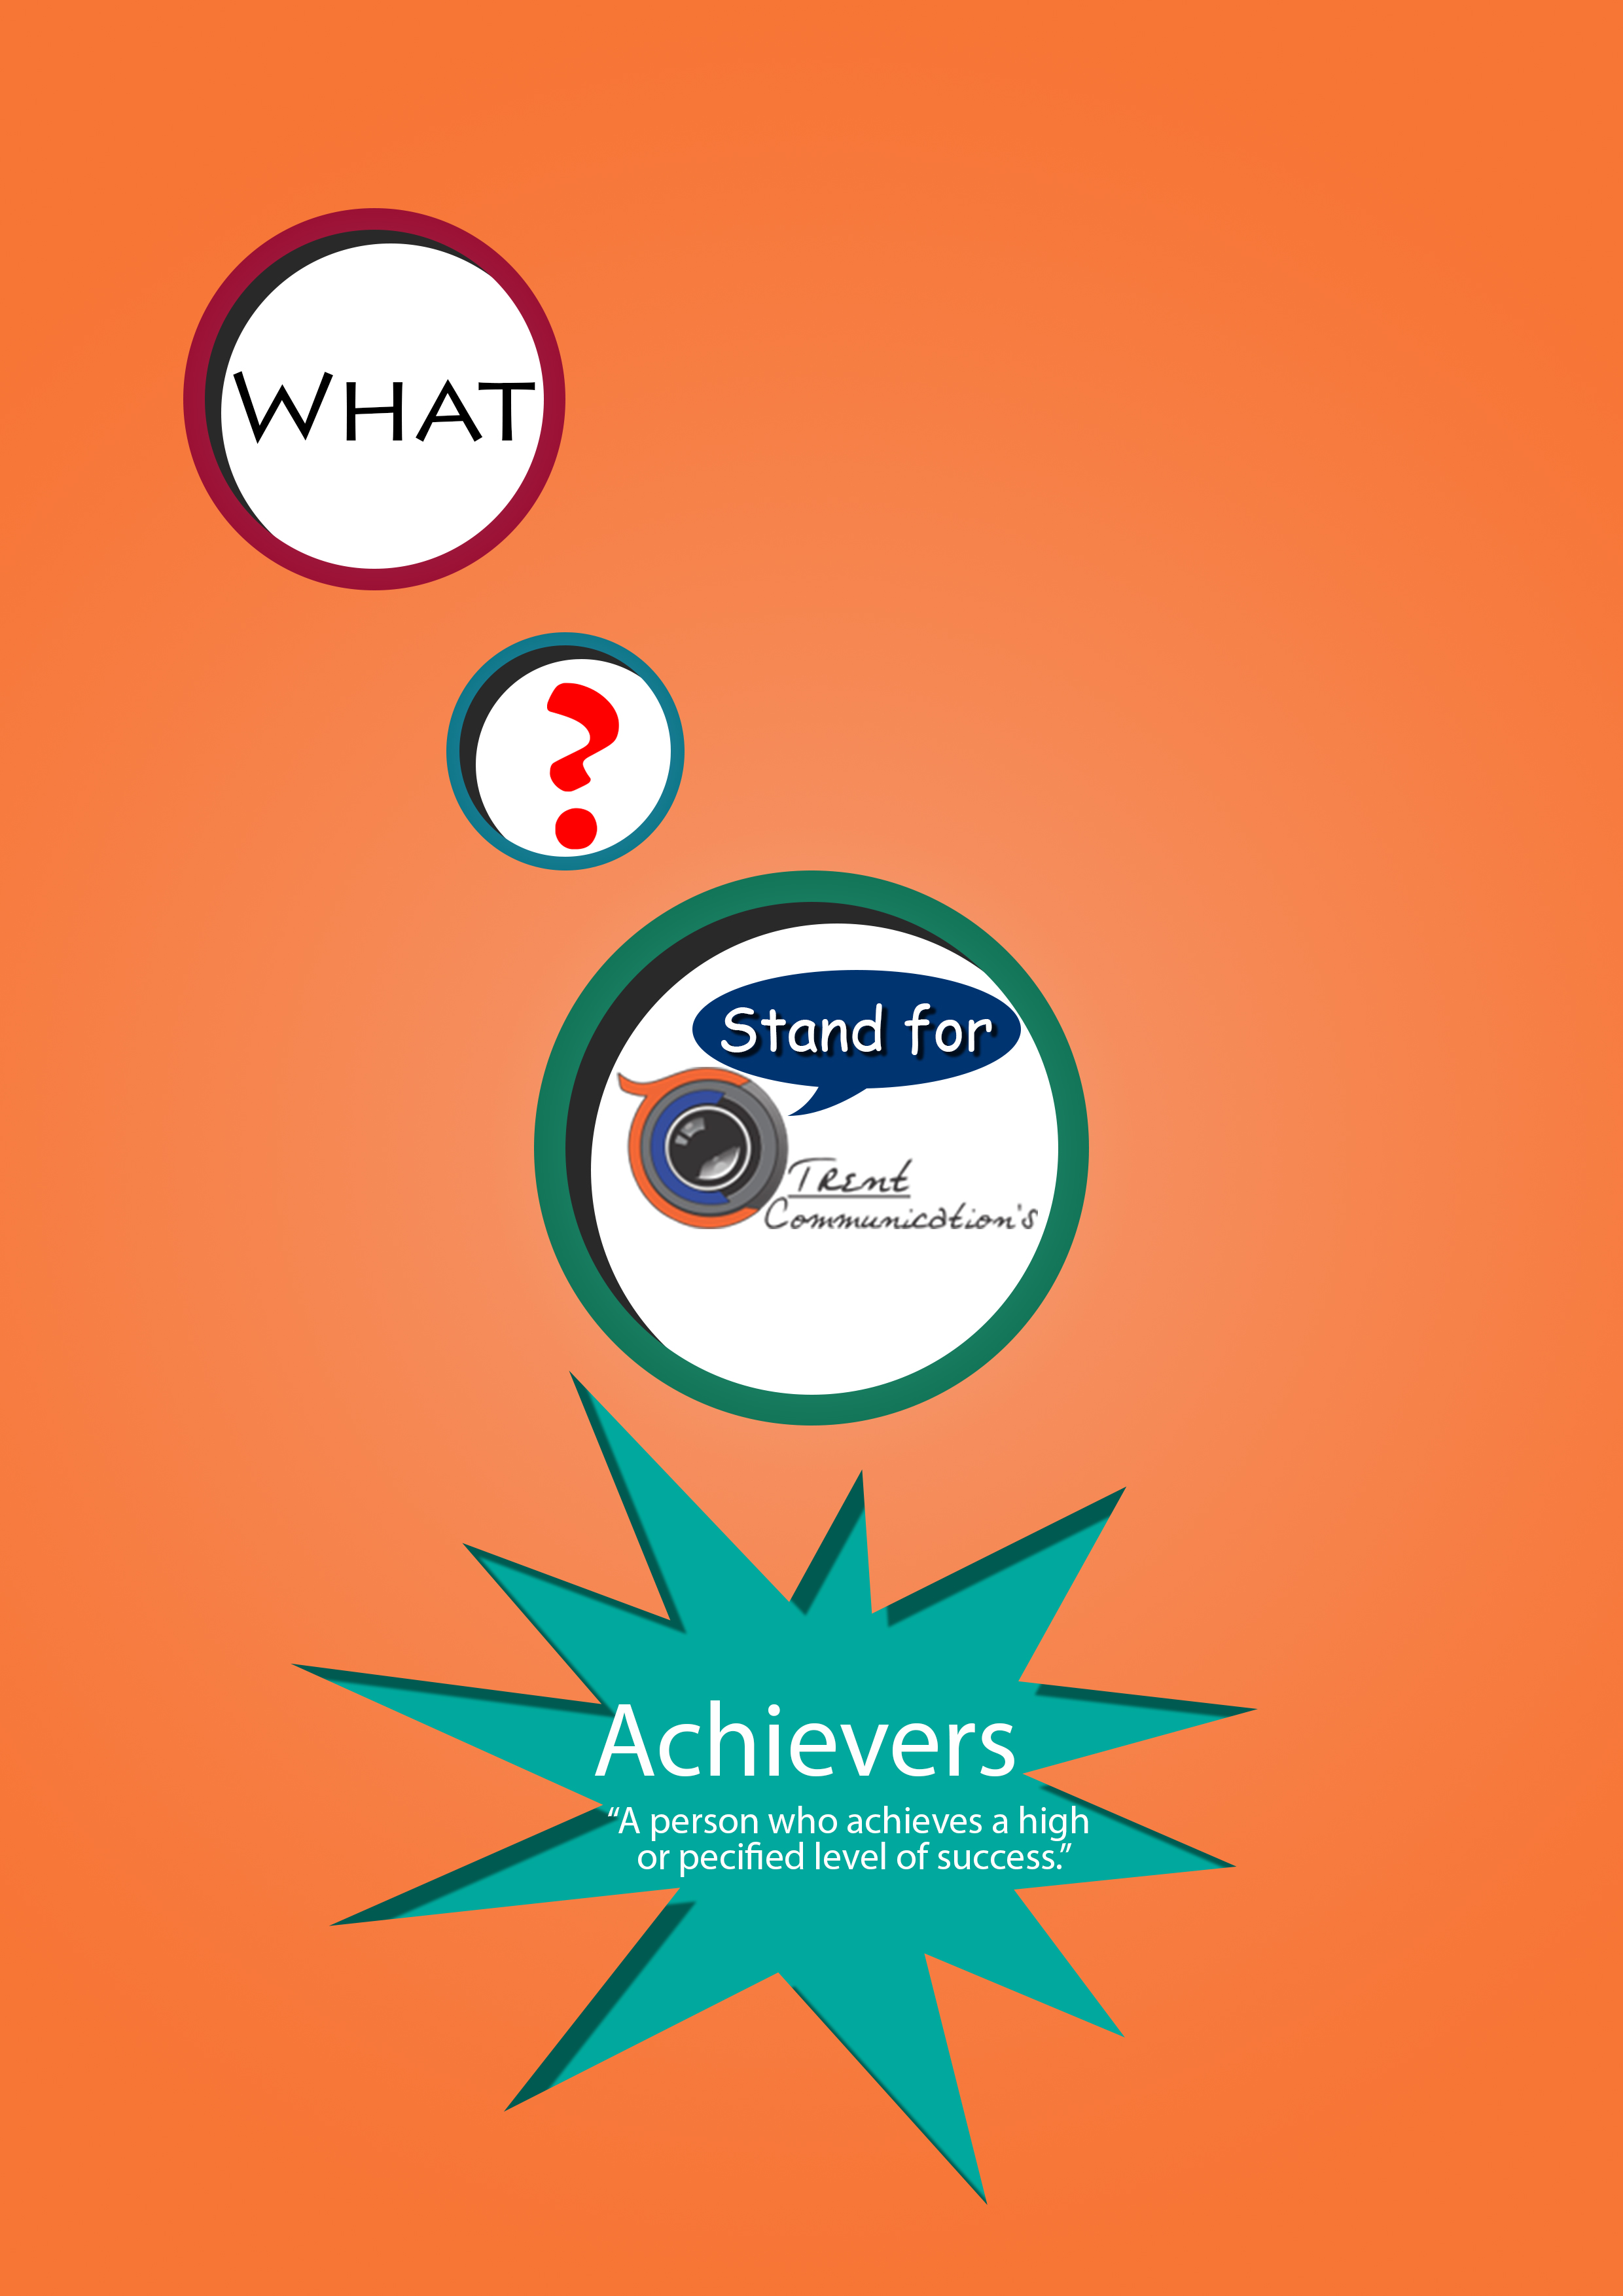 WHAT
?
Stand for
Trent
Communication's
Achievers
“A person who achieves a high
or pecified level of success.”